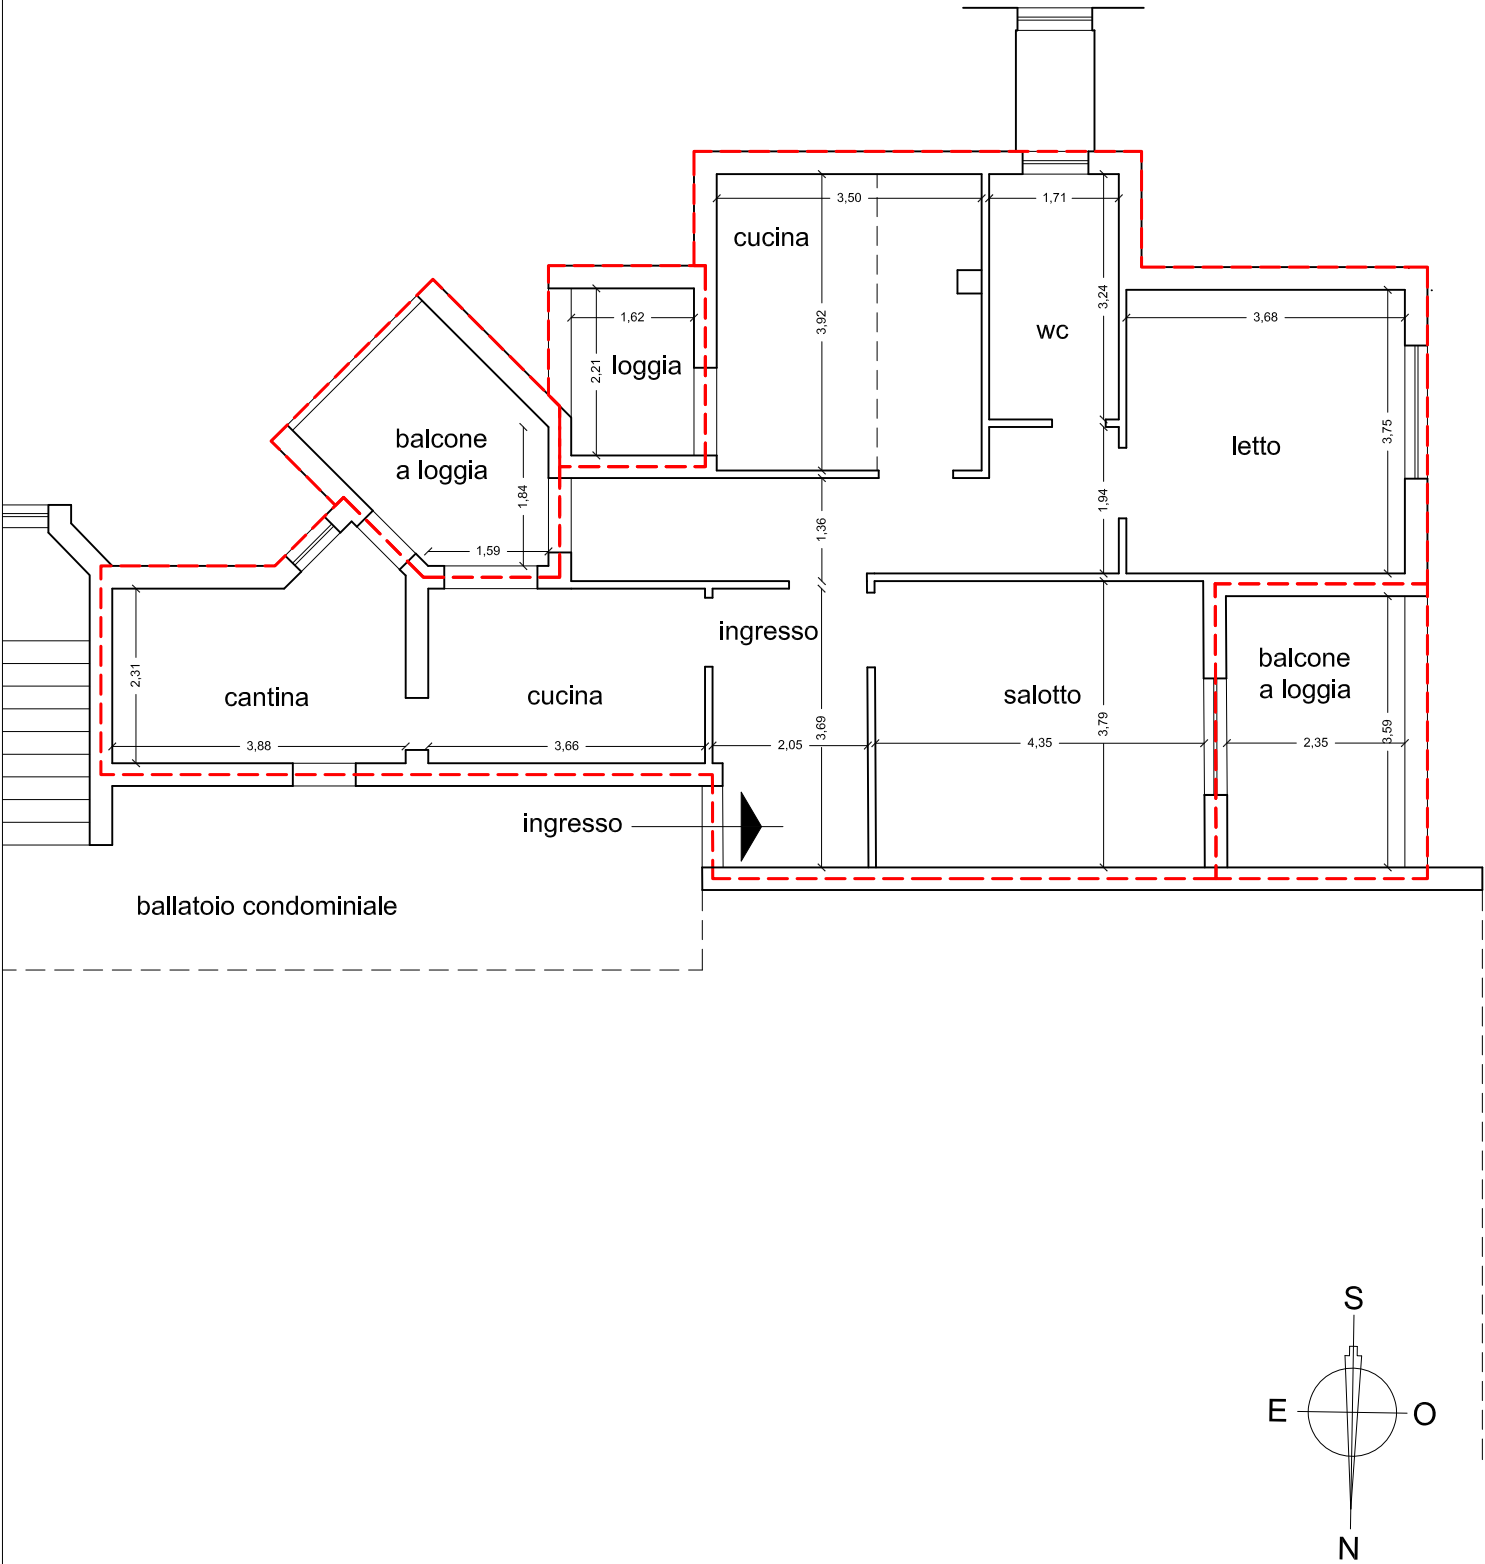 3,50
1,71
cucina
3,24
3,92
wc
3,68
1,62
loggia
2,21
balcone
a loggia
letto
3,75
1,84
1,94
1,36
1,59
ingresso
balcone
a loggia
2,31
cantina
cucina
salotto
3,69
3,79
3,59
3,88
3,66
2,05
4,35
2,35
ingresso
ballatoio condominiale
S
E
O
N